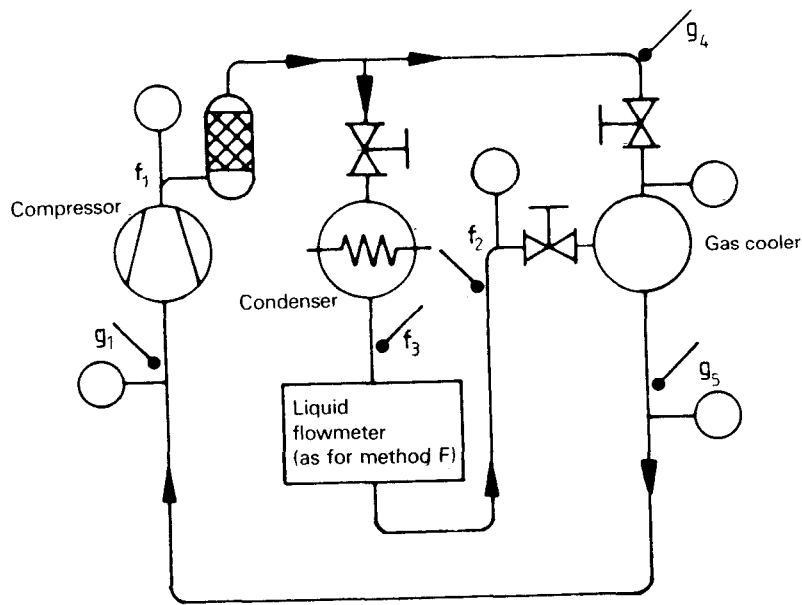 g4
f1
Compressor
f2
Gas cooler
Condenser
g1
f3
g5
Liquid
flowmeter
(as for method F)